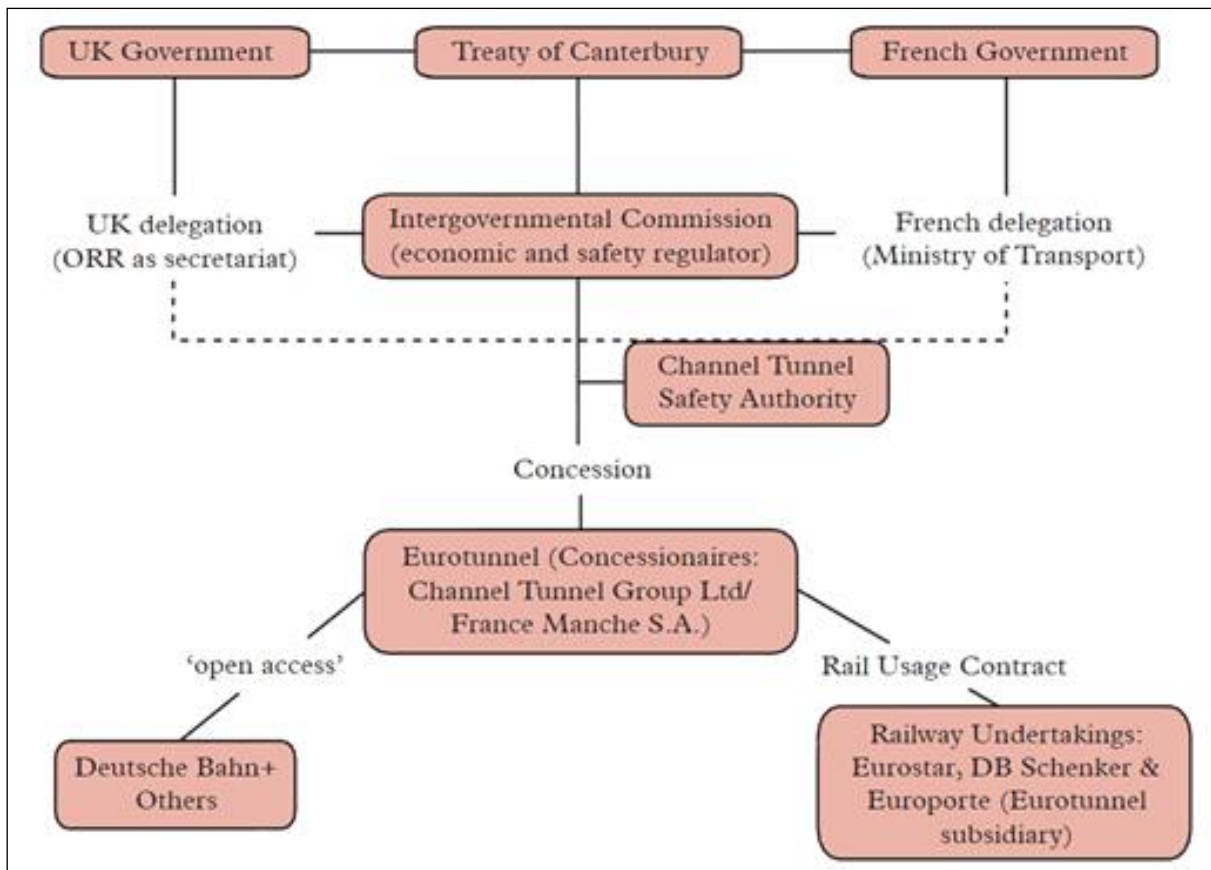 UK Government
Treaty of Canterbury
French Government
UK delegation
(ORR as secretariat)
Intergovernmental Commission
(economic and safety regulator)
French delegation
(Ministry of Transport)
Channel Tunnel
Safety Authority
Concession
Eurotunnel (Concessionaires:
Channel Tunnel Group Ltd/
France Manche S.A.)
‘open access’
Rail Usage Contract
Deutsche Bahn+
Others
Railway Undertakings:
Eurostar, DB Schenker &
Europorte (Eurotunnel
subsidiary)